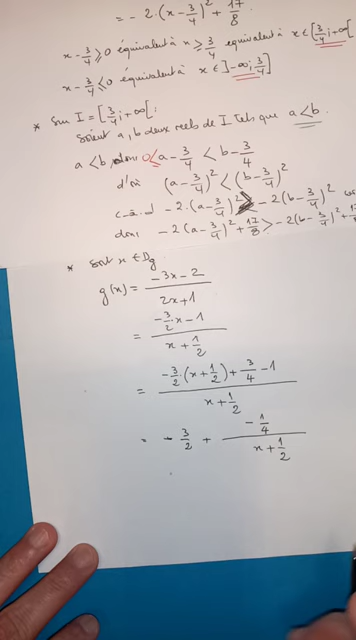 = -2·(x - 3/4)² + 17/8
x - 3/4 ≥ 0 équivalent à x ≥ 3/4 équivalent à x ∈ [3/4; +∞[
x - 3/4 ≤ 0 équivalent à x ∈ ]-∞; 3/4]
* Sur I = [3/4; +∞[ :
Soient a, b deux réels de I tels que a < b.
a < b, donc 0 ≤ a - 3/4 < b - 3/4
d'où (a - 3/4)² < (b - 3/4)²
c-à-d -2·(a - 3/4)² > -2(b - 3/4)²
donc -2(a - 3/4)² + 17/8 > -2(b - 3/4)² + 17/8
* Soit x ∈ Dg
g(x) = (-3x - 2)/(2x + 1)
= (-3/2·x - 1)/(x + 1/2)
= (-3/2·(x + 1/2) + 3/4 - 1)/(x + 1/2)
= -3/2 + (-1/4)/(x + 1/2)